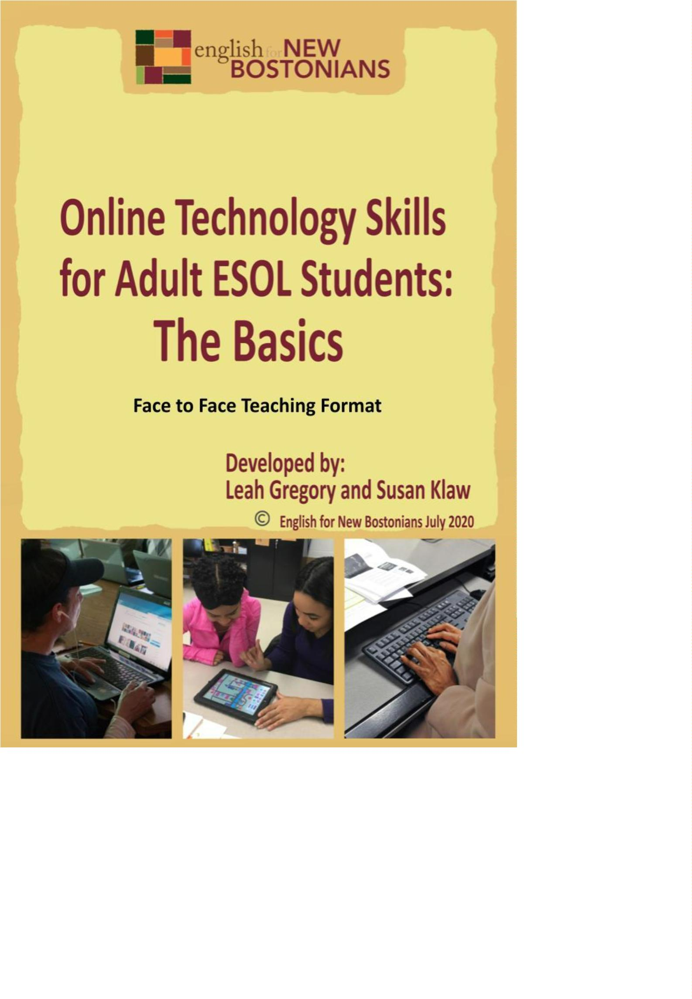 english for NEW
BOSTONIANS
Online Technology Skills
for Adult ESOL Students:
The Basics
Face to Face Teaching Format
Developed by:
Leah Gregory and Susan Klaw
© English for New Bostonians July 2020